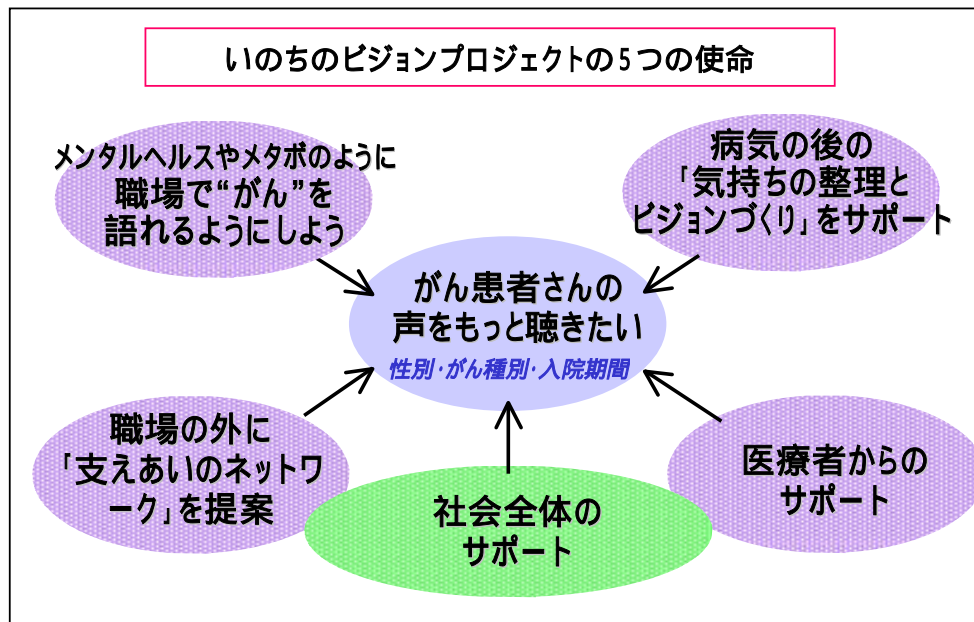 いのちのビジョンプロジェクトの5つの使命
メンタルヘルスやメタボのように
職場で“がん”を
語れるようにしよう
病気の後の
「気持ちの整理と
ビジョンづくり」をサポート
がん患者さんの
声をもっと聴きたい
性別・がん種別・入院期間
職場の外に
「支えあいのネットワ
ーク」を提案
社会全体の
サポート
医療者からの
サポート